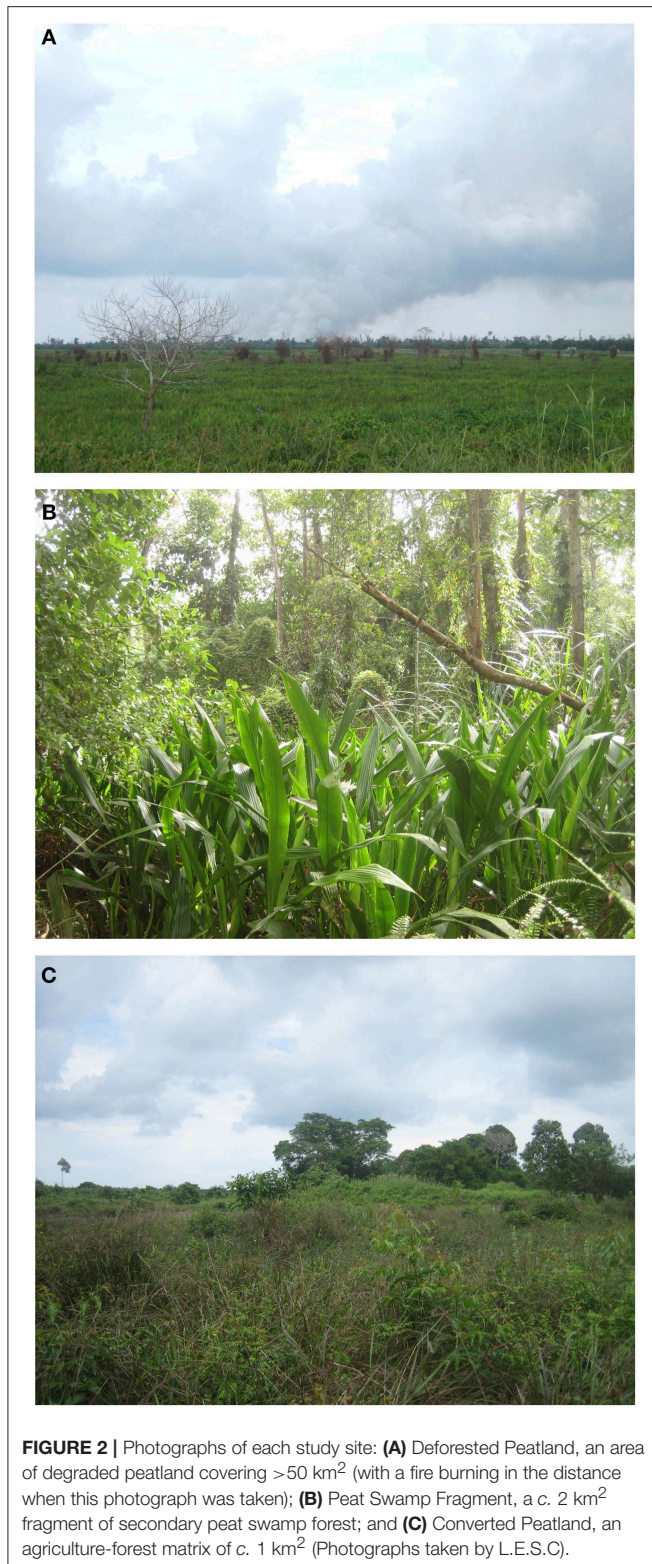 A
B
C
FIGURE 2 | Photographs of each study site: (A) Deforested Peatland, an area
of degraded peatland covering >50 km² (with a fire burning in the distance
when this photograph was taken); (B) Peat Swamp Fragment, a c. 2 km²
fragment of secondary peat swamp forest; and (C) Converted Peatland, an
agriculture-forest matrix of c. 1 km² (Photographs taken by L.E.S.C).